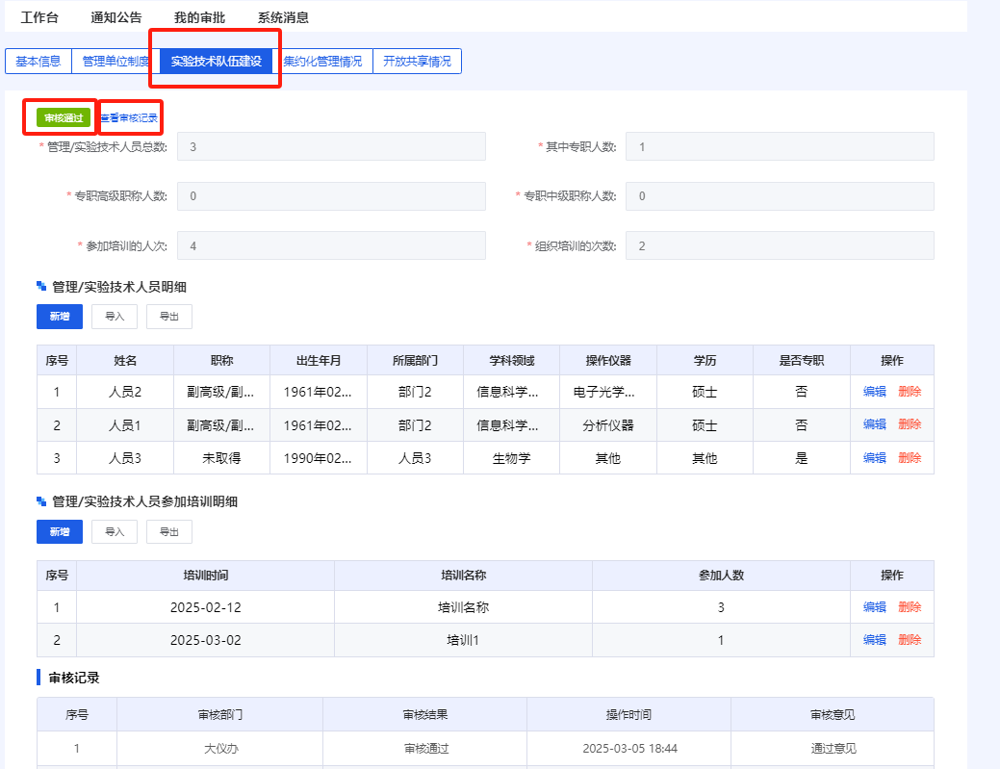 工作台 通知公告 我的审批 系统消息
基本信息 管理单位制度 实验技术队伍建设 集约化管理情况 开放共享情况
审核通过 查看审核记录
* 管理/实验技术人员总数: 3 * 其中专职人数: 1
* 专职高级职称人数: 0 * 专职中级职称人数: 0
* 参加培训的人次: 4 * 组织培训的次数: 2
管理/实验技术人员明细
新增 导入 导出
序号 姓名 职称 出生年月 所属部门 学科领域 操作仪器 学历 是否专职 操作
1 人员2 副高级/副... 1961年02... 部门2 信息科学... 电子光学... 硕士 否 编辑 删除
2 人员1 副高级/副... 1961年02... 部门2 信息科学... 分析仪器 硕士 否 编辑 删除
3 人员3 未取得 1990年02... 人员3 生物学 其他 其他 是 编辑 删除
管理/实验技术人员参加培训明细
新增 导入 导出
序号 培训时间 培训名称 参加人数 操作
1 2025-02-12 培训名称 3 编辑 删除
2 2025-03-02 培训1 1 编辑 删除
审核记录
序号 审核部门 审核结果 操作时间 审核意见
1 大仪办 审核通过 2025-03-05 18:44 通过意见